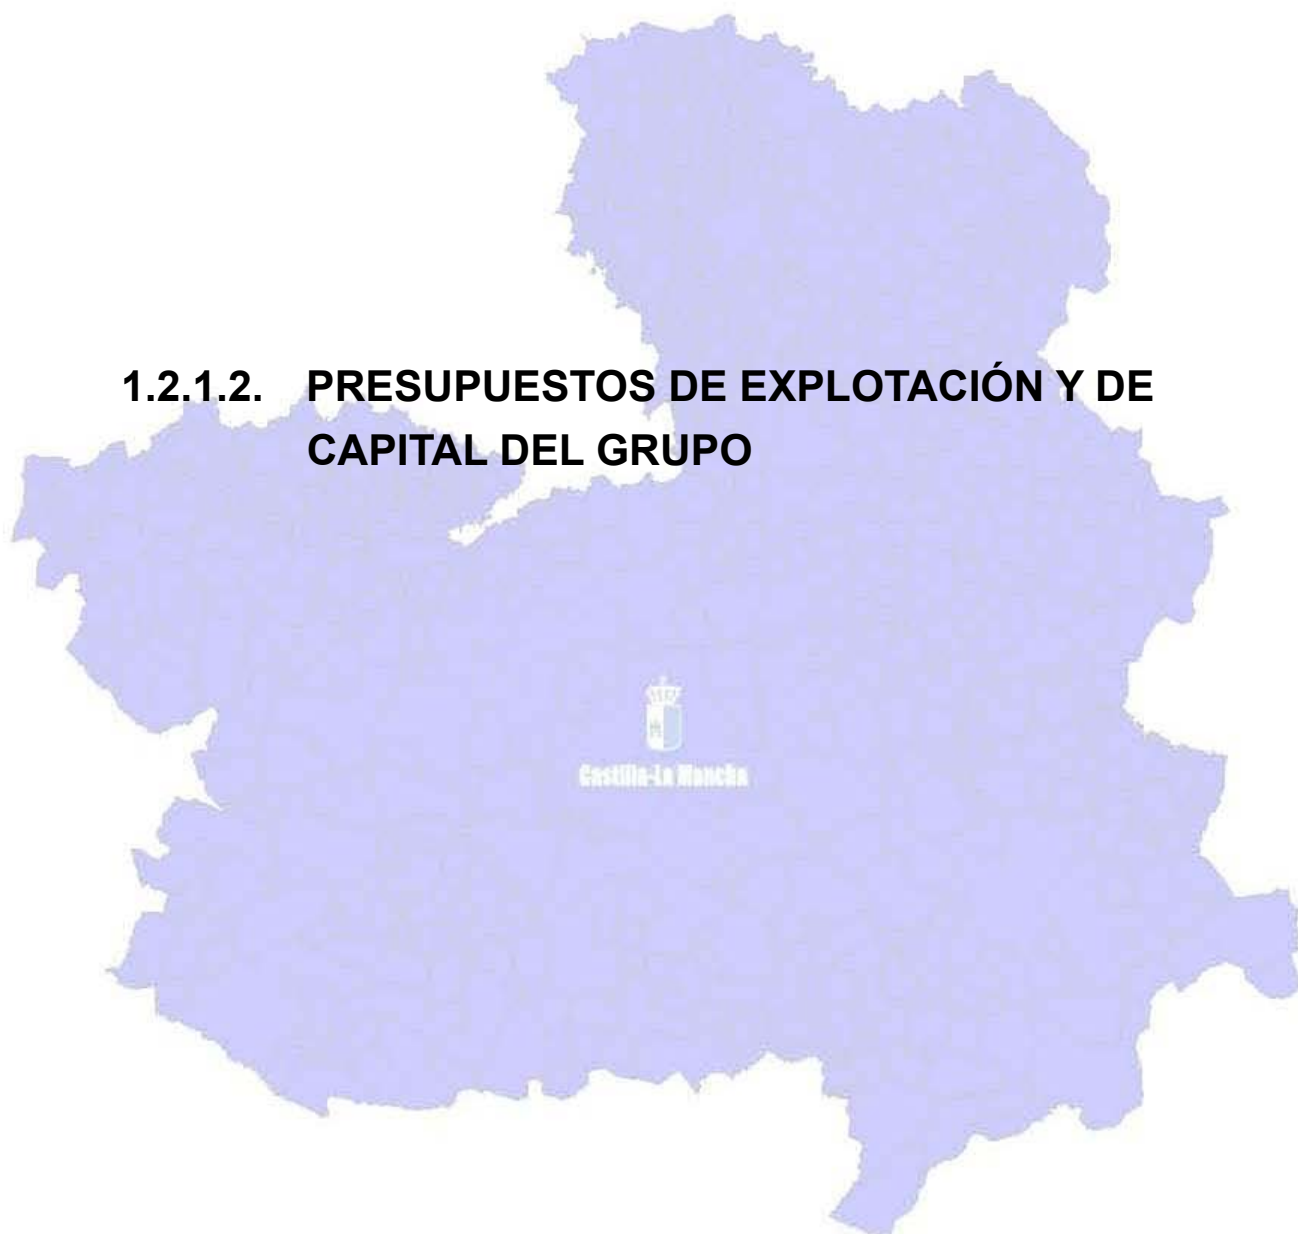 1.2.1.2. PRESUPUESTOS DE EXPLOTACIÓN Y DE
CAPITAL DEL GRUPO
Castilla-La Mancha